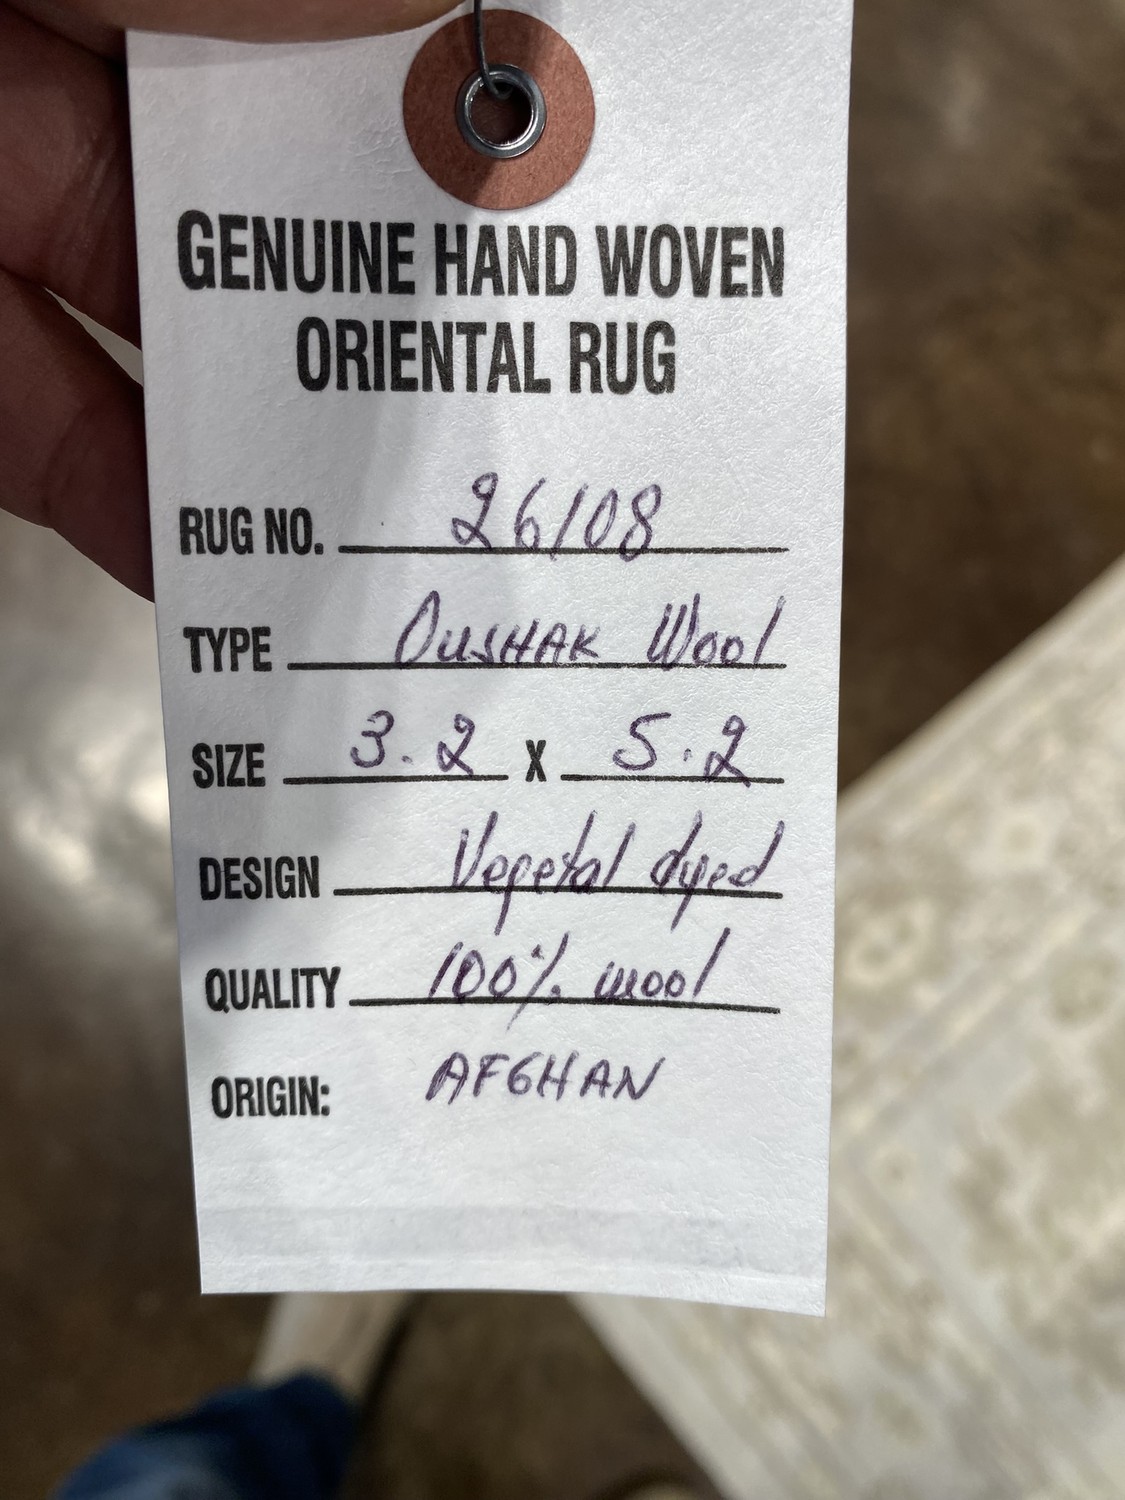 GENUINE HAND WOVEN
ORIENTAL RUG
RUG NO. 26108
TYPE Oushak Wool
SIZE 3.2 X 5.2
DESIGN Vegetal dyed
QUALITY 100% wool
ORIGIN: AFGHAN